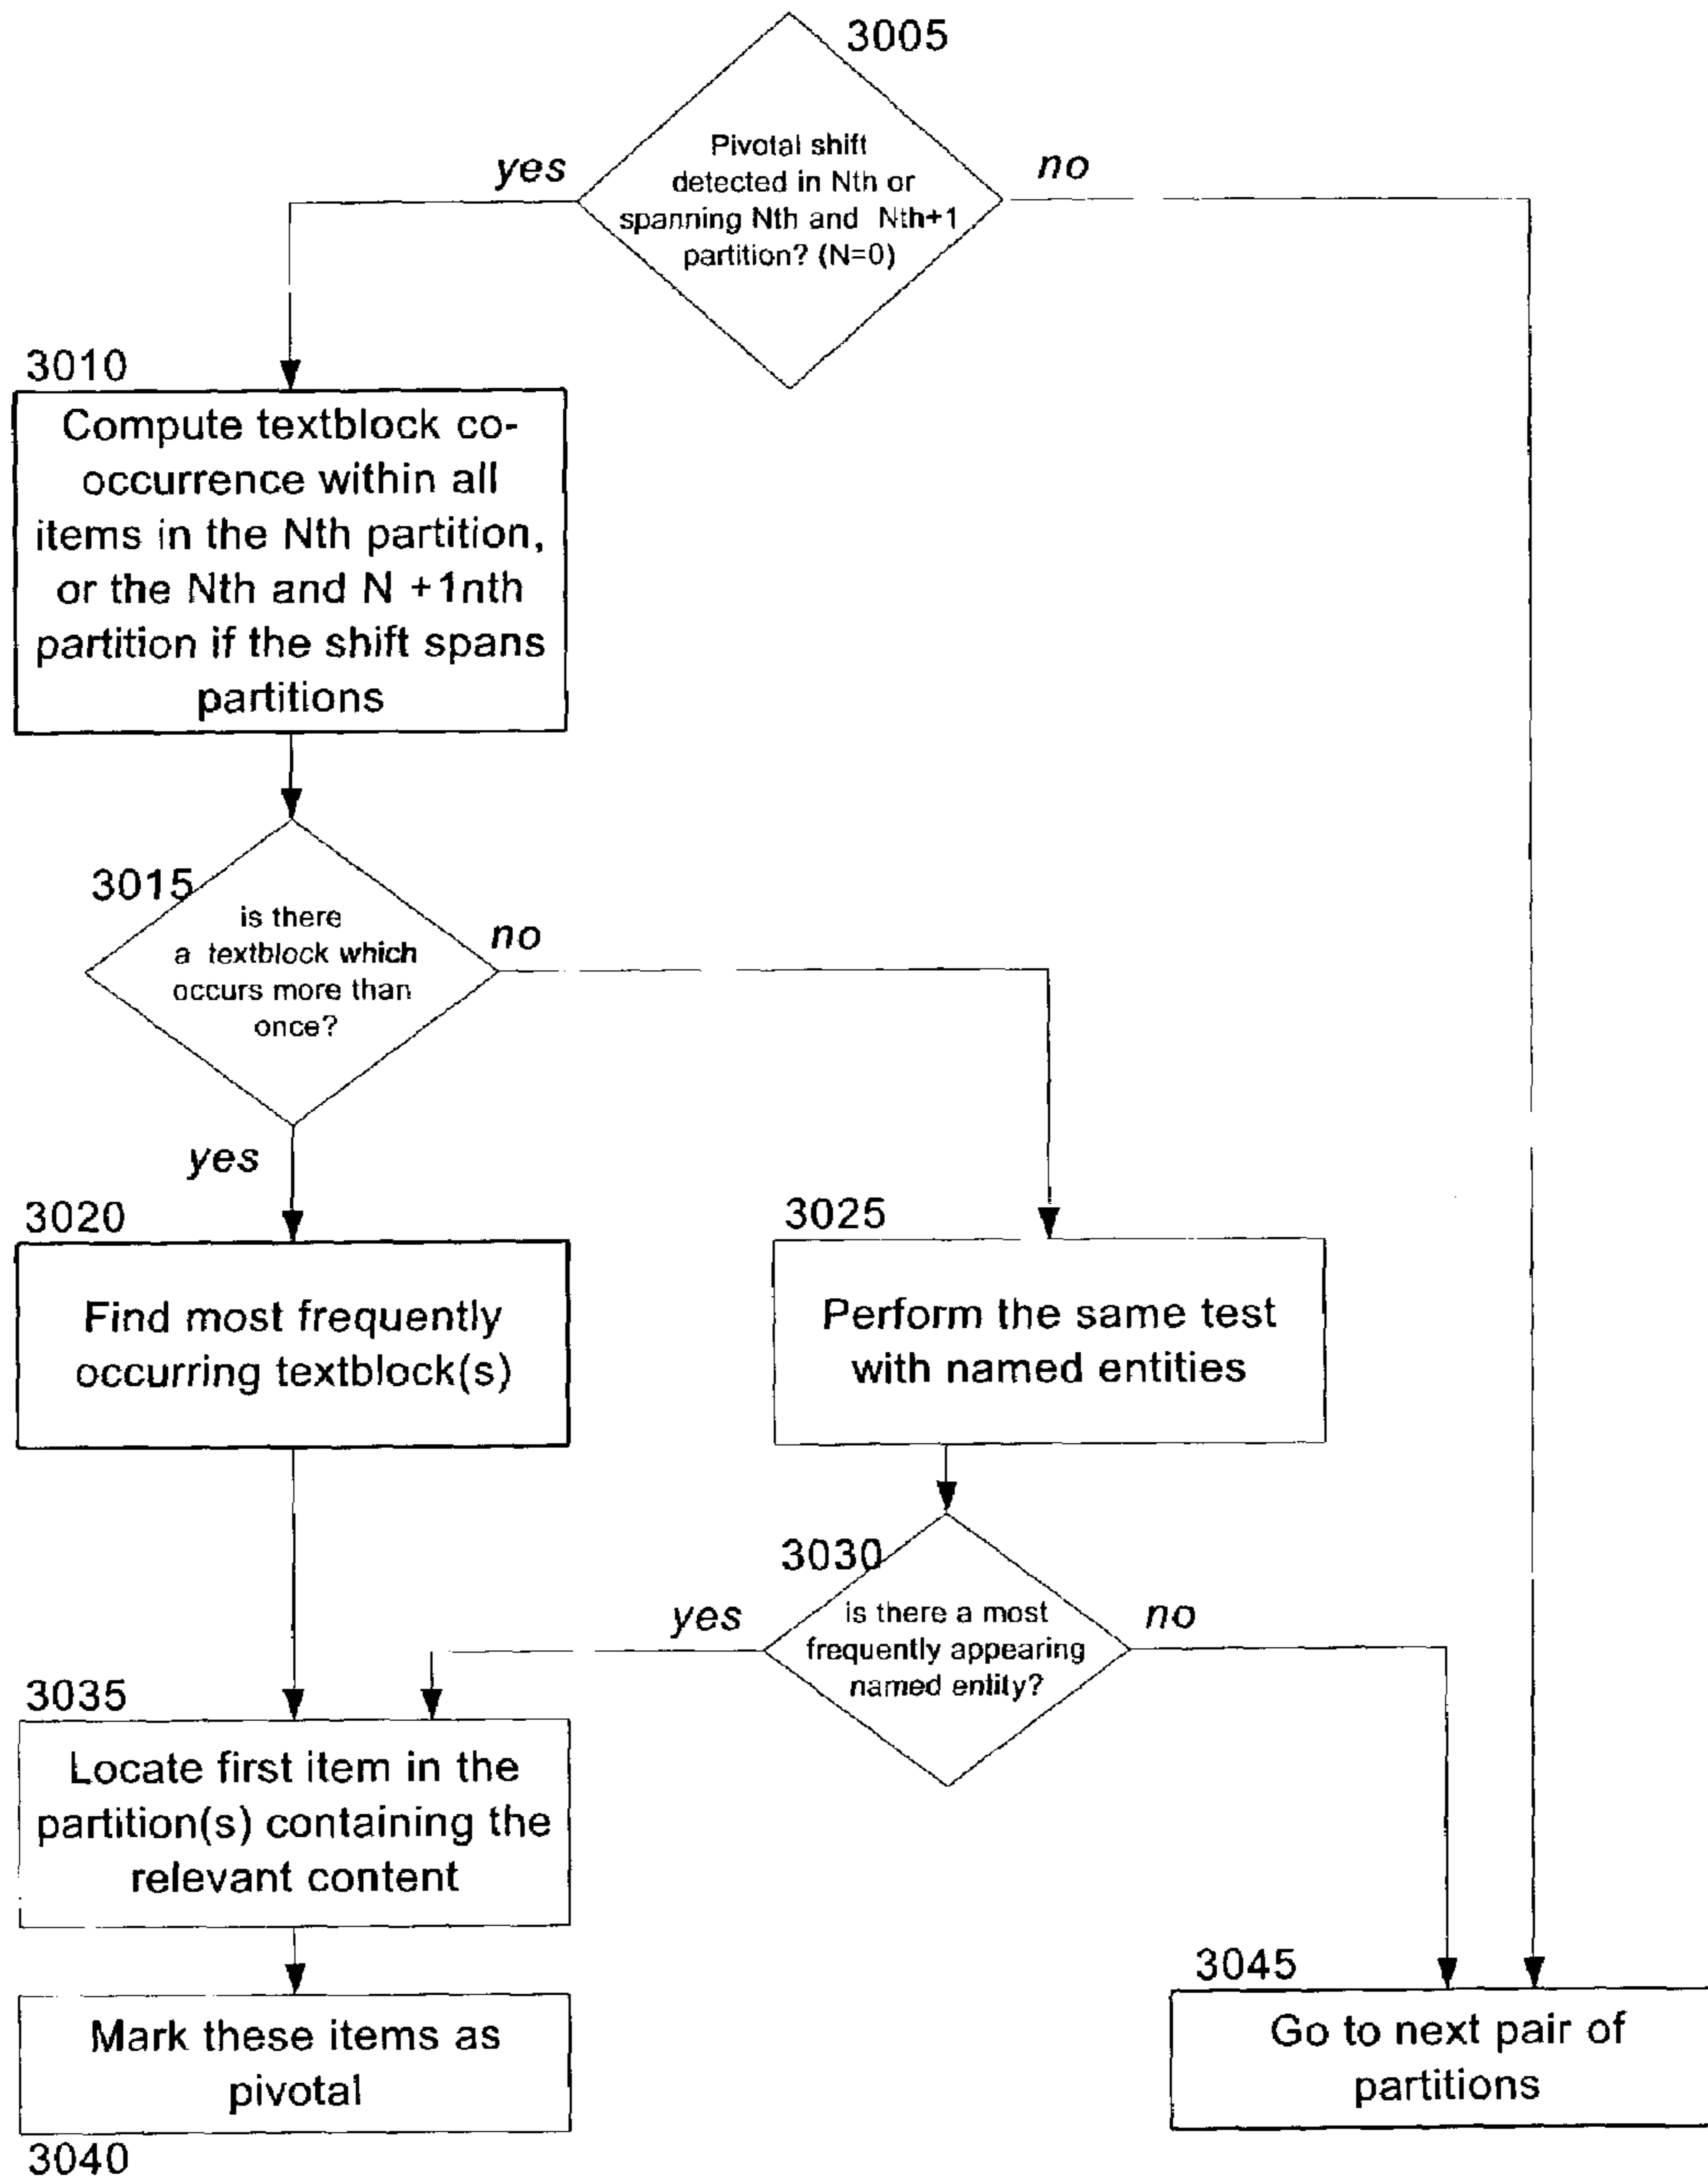 3005
Pivotal shift
detected in Nth or
spanning Nth and Nth+1
partition? (N=0)
yes
no
3010
Compute textblock co-
occurrence within all
items in the Nth partition,
or the Nth and N +1nth
partition if the shift spans
partitions
3015
is there
a textblock which
occurs more than
once?
no
yes
3020
Find most frequently
occurring textblock(s)
3025
Perform the same test
with named entities
3030
is there a most
frequently appearing
named entity?
yes
no
3035
Locate first item in the
partition(s) containing the
relevant content
3045
Go to next pair of
partitions
Mark these items as
pivotal
3040